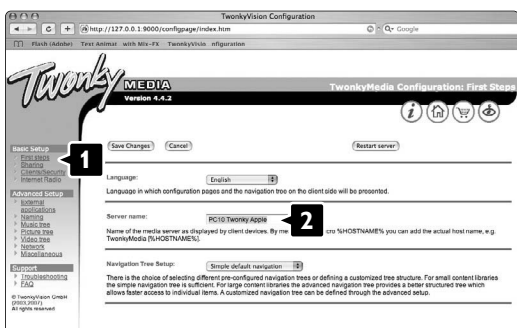 TwonkyVision Configuration
http://127.0.0.1:9000/configpage/index.htm
Q- Google
Flash (Adobe) Text Animat with Mix-FX TwonkyVisio nfiguration
Twonky
MEDIA
Version 4.4.2
TwonkyMedia Configuration: First Steps
Basic Setup
First steps
Sharing
Clients/Security
Internet Radio
Advanced Setup
External
applications
Naming
Music tree
Picture tree
Video tree
Network
Miscellaneous
Support
Troubleshooting
FAQ
© TwonkyVision GmbH
(2003,2007).
All rights reserved
1
Save Changes Cancel Restart server
Language: English
Language in which configuration pages and the navigation tree on the client side will be presented.
Server name: PC10 Twonky Apple
2
Name of the media server as displayed by client devices. By me cro %HOSTNAME% you can add the actual host name, e.g.
TwonkyMedia [%HOSTNAME%].
Navigation Tree Setup: Simple default navigation
There is the choice of selecting different pre-configured navigation trees or defining a customized tree structure. For small content libraries
the simple navigation tree is sufficient. For large content libraries the advanced navigation tree provides a better structured tree which
allows faster access to individual items. A customized navigation tree can be defined through the advanced setup.